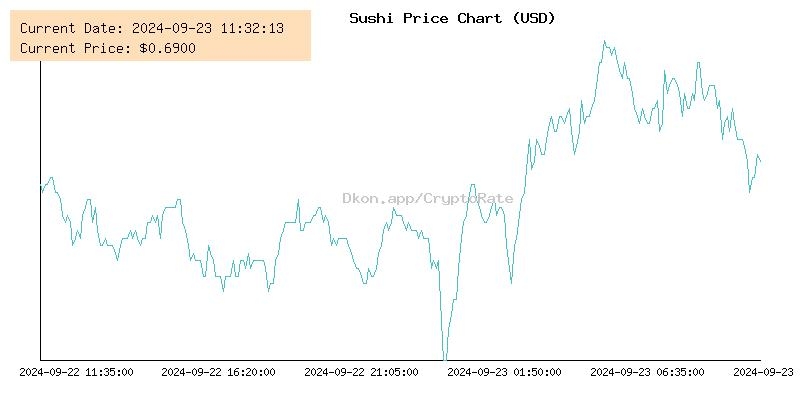 Sushi Price Chart (USD)
Current Date: 2024-09-23 11:32:13
Current Price: $0.6900
Dkon.app/CryptoRate
2024-09-22 11:35:00 2024-09-22 16:20:00 2024-09-22 21:05:00 2024-09-23 01:50:00 2024-09-23 06:35:00 2024-09-23